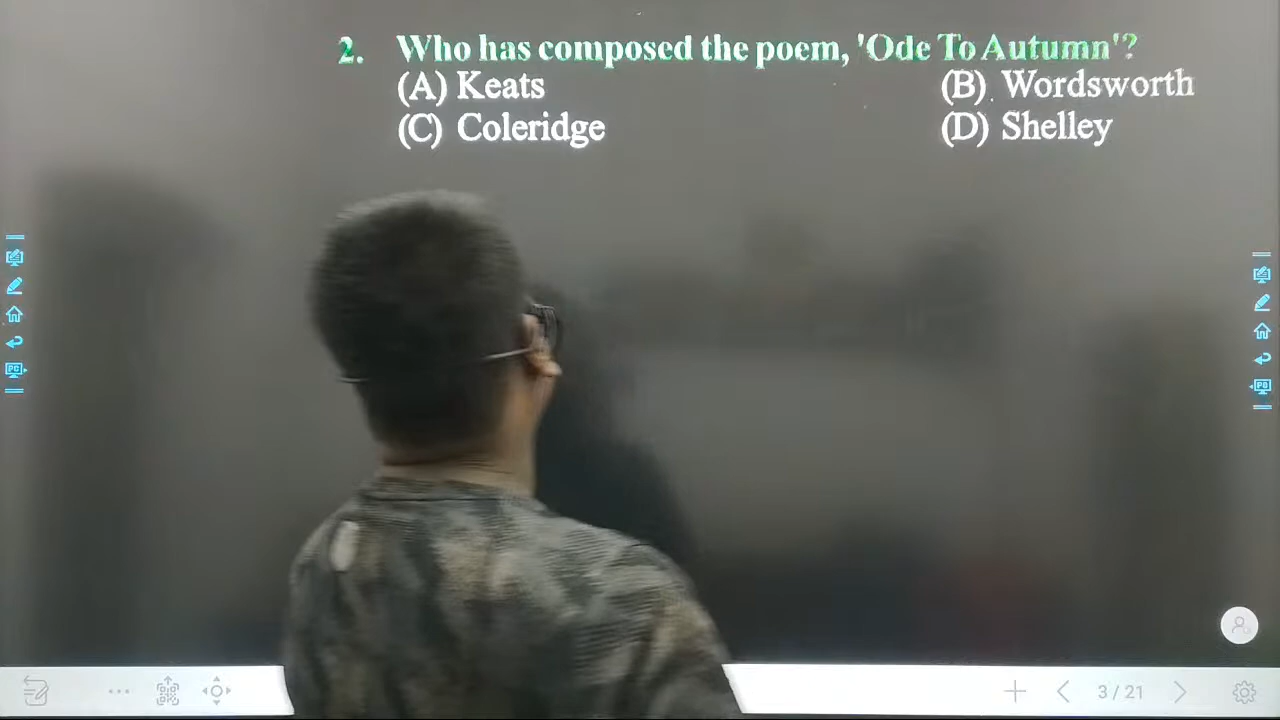 2. Who has composed the poem, 'Ode To Autumn'?
(A) Keats (B) Wordsworth
(C) Coleridge (D) Shelley
3 / 21